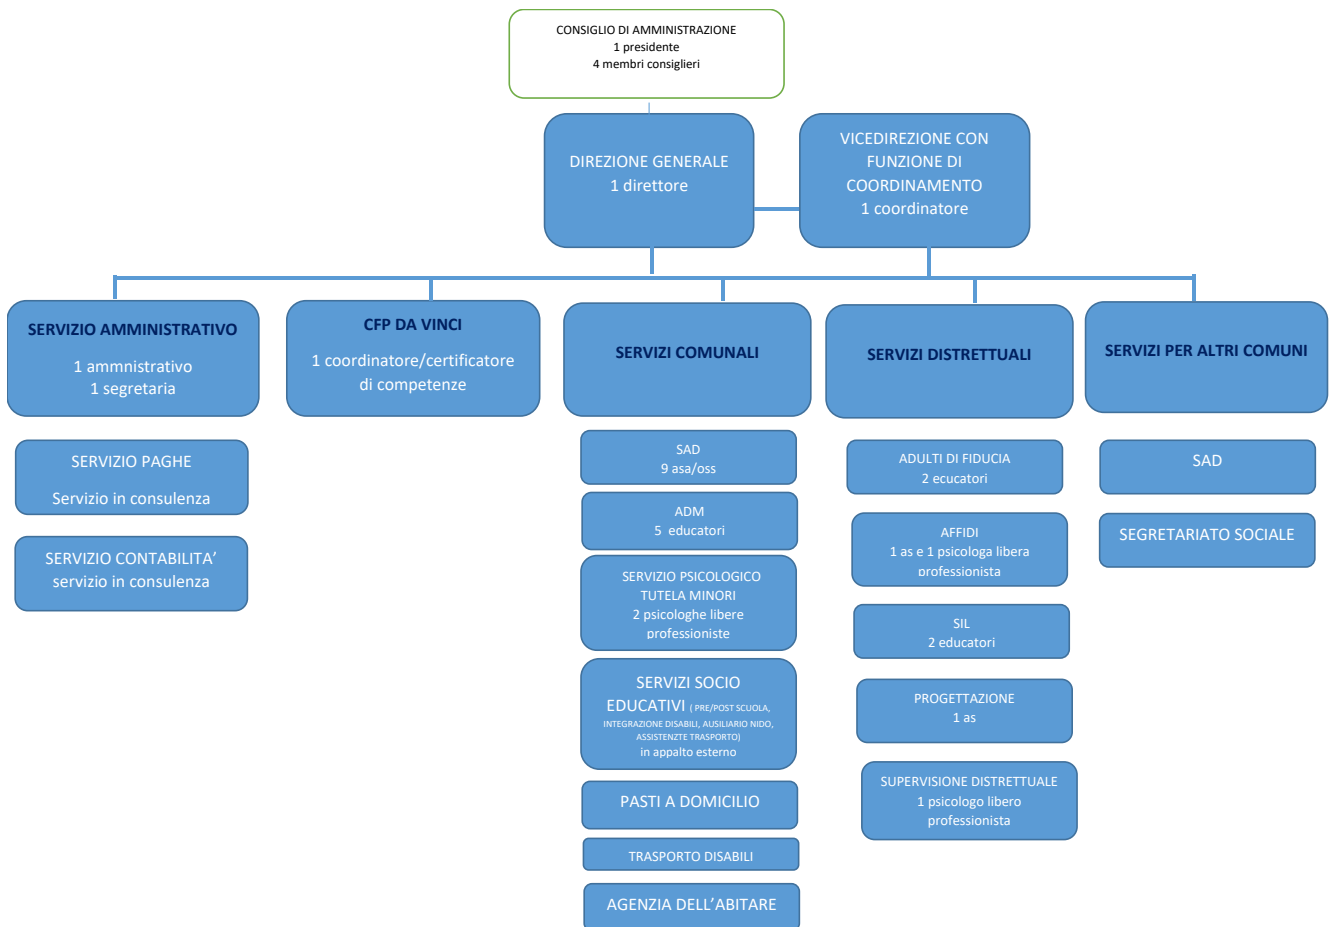 CONSIGLIO DI AMMINISTRAZIONE
1 presidente
4 membri consiglieri
DIREZIONE GENERALE
1 direttore
VICEDIREZIONE CON
FUNZIONE DI
COORDINAMENTO
1 coordinatore
SERVIZIO AMMINISTRATIVO
1 ammnistrativo
1 segretaria
CFP DA VINCI
1 coordinatore/certificatore
di competenze
SERVIZI COMUNALI
SERVIZI DISTRETTUALI
SERVIZI PER ALTRI COMUNI
SERVIZIO PAGHE
Servizio in consulenza
SERVIZIO CONTABILITA’
servizio in consulenza
SAD
9 asa/oss
ADM
5 educatori
SERVIZIO PSICOLOGICO
TUTELA MINORI
2 psicologhe libere
professioniste
SERVIZI SOCIO
EDUCATIVI ( PRE/POST SCUOLA,
INTEGRAZIONE DISABILI, AUSILIARIO NIDO,
ASSISTENZTE TRASPORTO)
in appalto esterno
PASTI A DOMICILIO
TRASPORTO DISABILI
AGENZIA DELL’ABITARE
ADULTI DI FIDUCIA
2 ecucatori
AFFIDI
1 as e 1 psicologa libera
professionista
SIL
2 educatori
PROGETTAZIONE
1 as
SUPERVISIONE DISTRETTUALE
1 psicologo libero
professionista
SAD
SEGRETARIATO SOCIALE